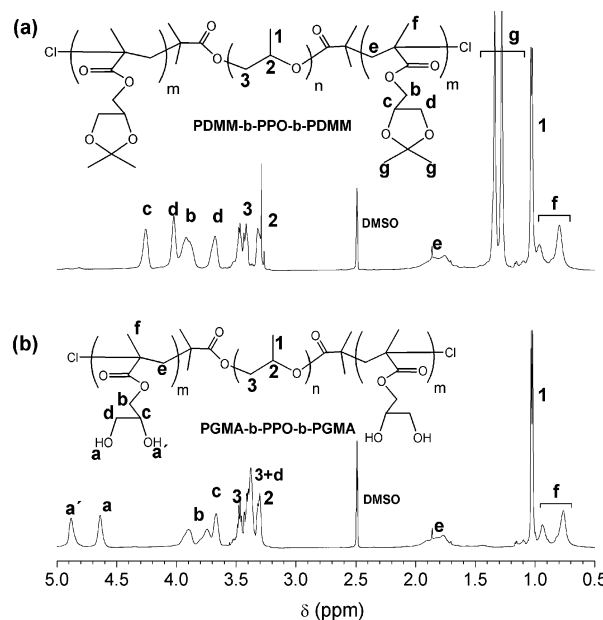 (a)
f
Cl
O
O
1
2
3
O
n
O
e
O
O
Cl
m
g
m
b
c
d
O
O
PDMM-b-PPO-b-PDMM
O
O
g
g
1
c
d
b
d
3
2
DMSO
e
f
(b)
f
Cl
e
O
O
1
2
3
O
n
O
O
O
Cl
m
m
b
d
c
HO
OH
a
a´
PGMA-b-PPO-b-PGMA
HO
OH
1
a´
a
b
c
3
3+d
2
DMSO
e
f
5.0 4.5 4.0 3.5 3.0 2.5 2.0 1.5 1.0 0.5
δ (ppm)